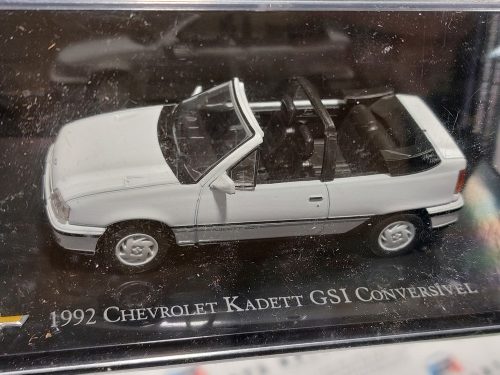 1992 CHEVROLET KADETT GSI CONVERSÍVEL